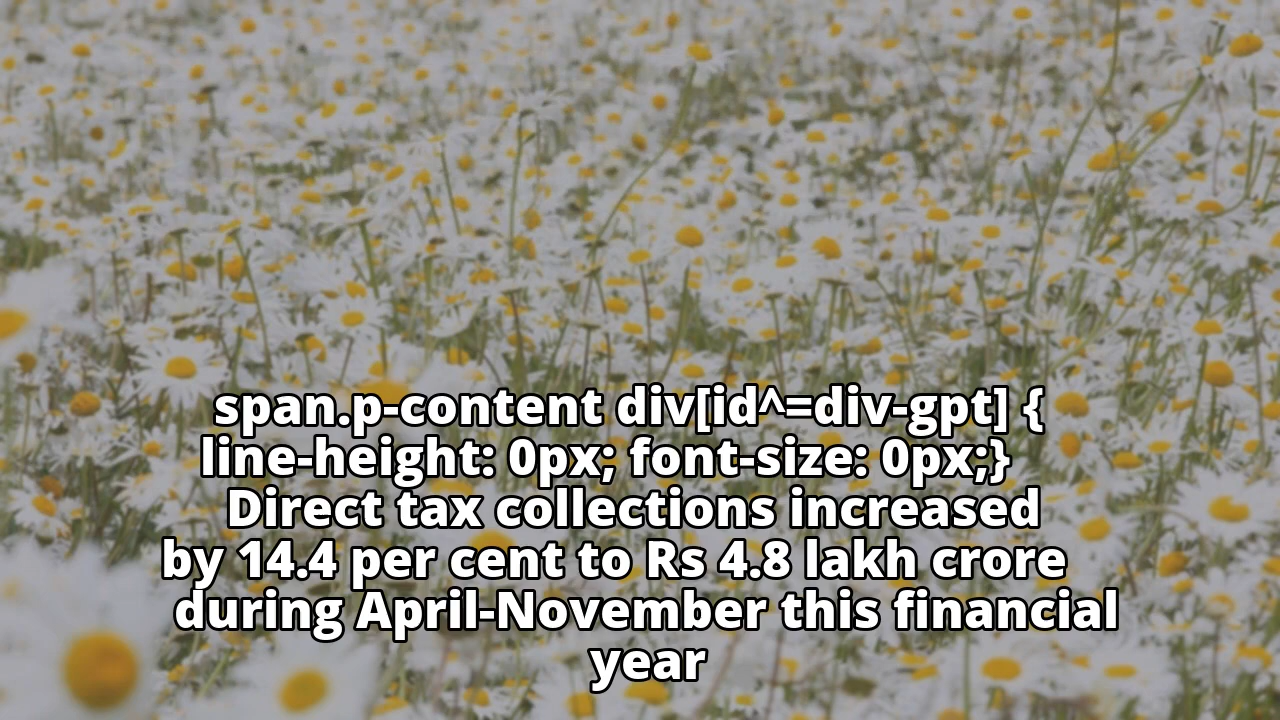 span.p-content div[id^=div-gpt] {
line-height: 0px; font-size: 0px;}
Direct tax collections increased
by 14.4 per cent to Rs 4.8 lakh crore
during April-November this financial
year